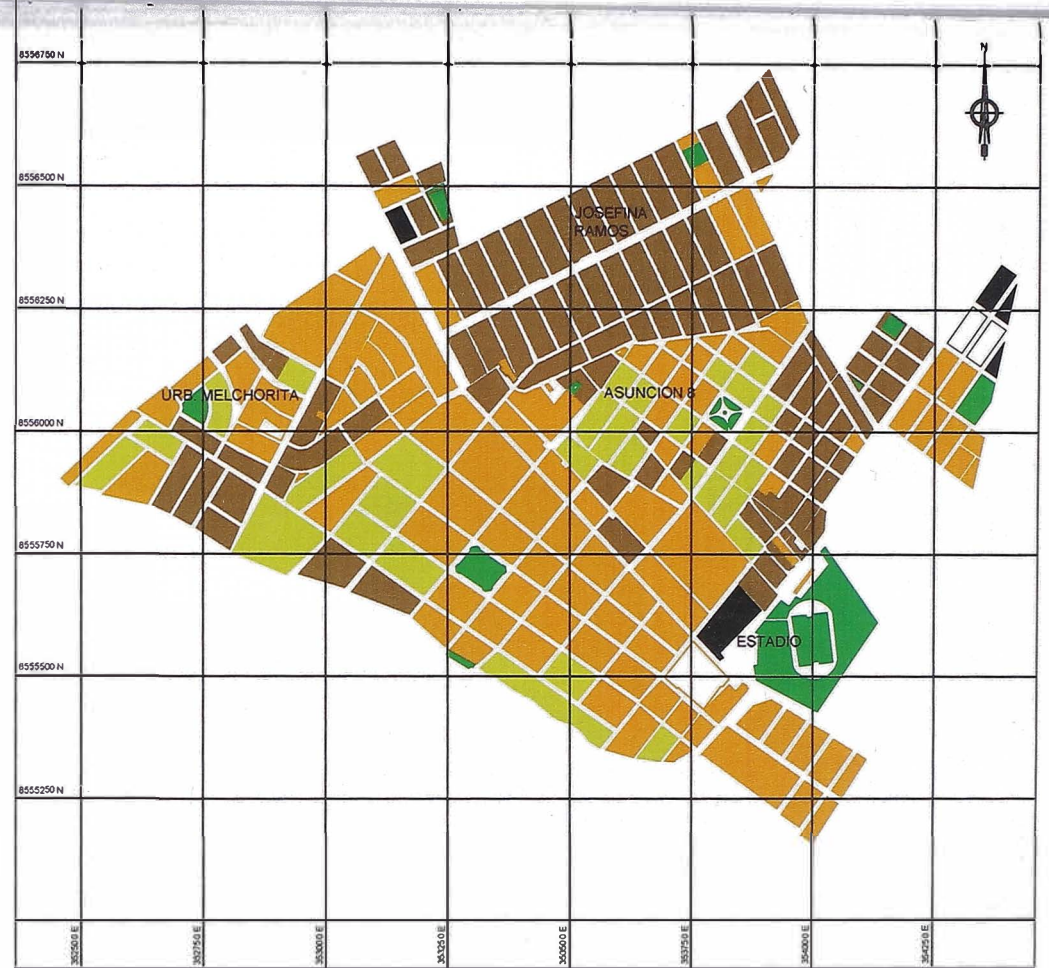 8556750 N
N
8556500 N
JOSEFINA
RAMOS
8556250 N
URB. MELCHORITA
ASUNCION 8
8556000 N
8555750 N
ESTADIO
8555500 N
8555250 N
352500 E
352750 E
353000 E
353250 E
353500 E
353750 E
354000 E
354250 E